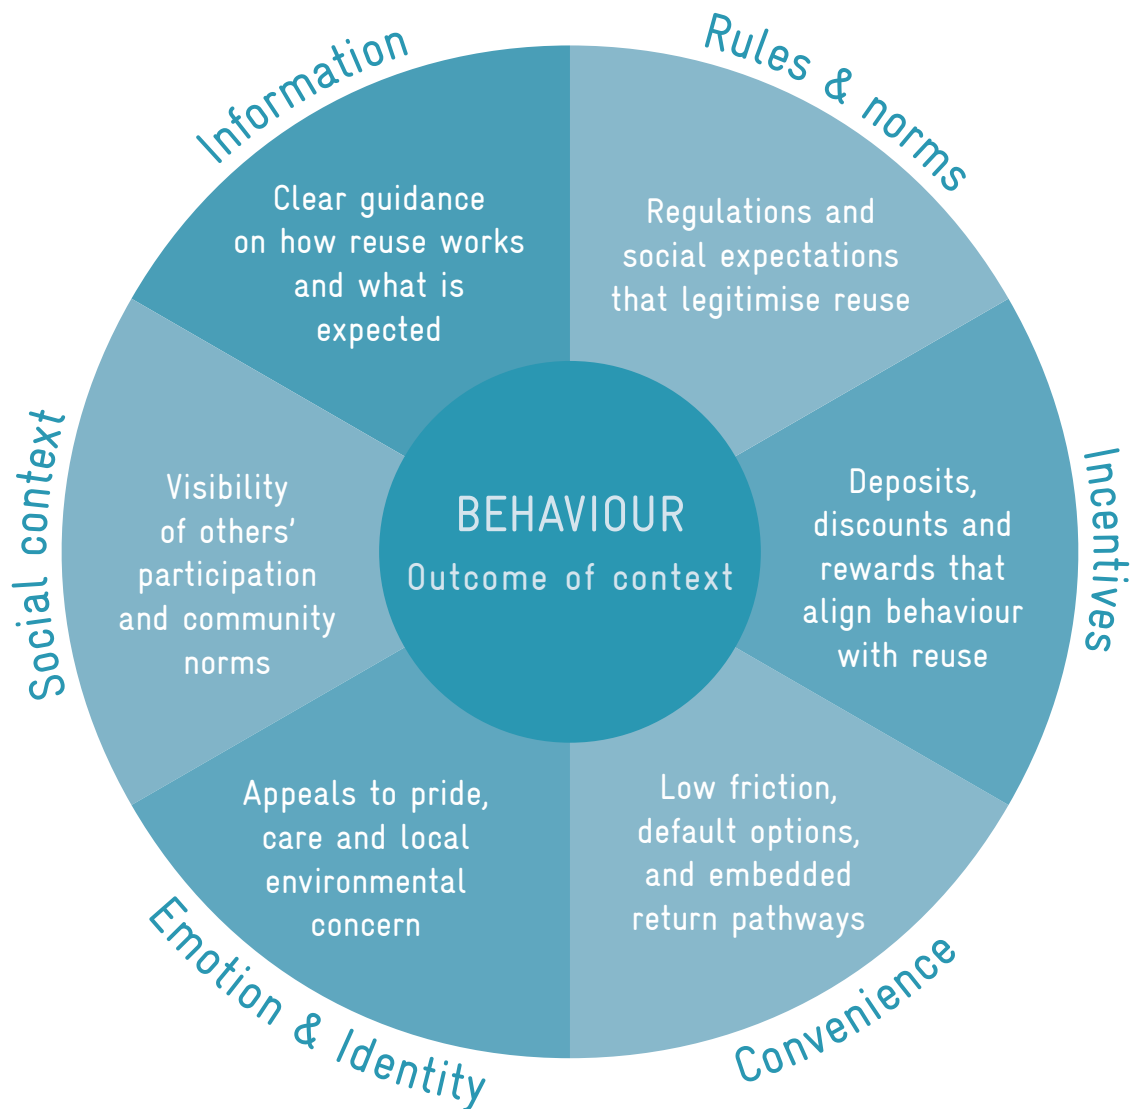 Information
Clear guidance
on how reuse works
and what is
expected
Rules & norms
Regulations and
social expectations
that legitimise reuse
Incentives
Deposits,
discounts and
rewards that
align behaviour
with reuse
Convenience
Low friction,
default options,
and embedded
return pathways
Emotion & Identity
Appeals to pride,
care and local
environmental
concern
Social context
Visibility
of others’
participation
and community
norms
BEHAVIOUR
Outcome of context